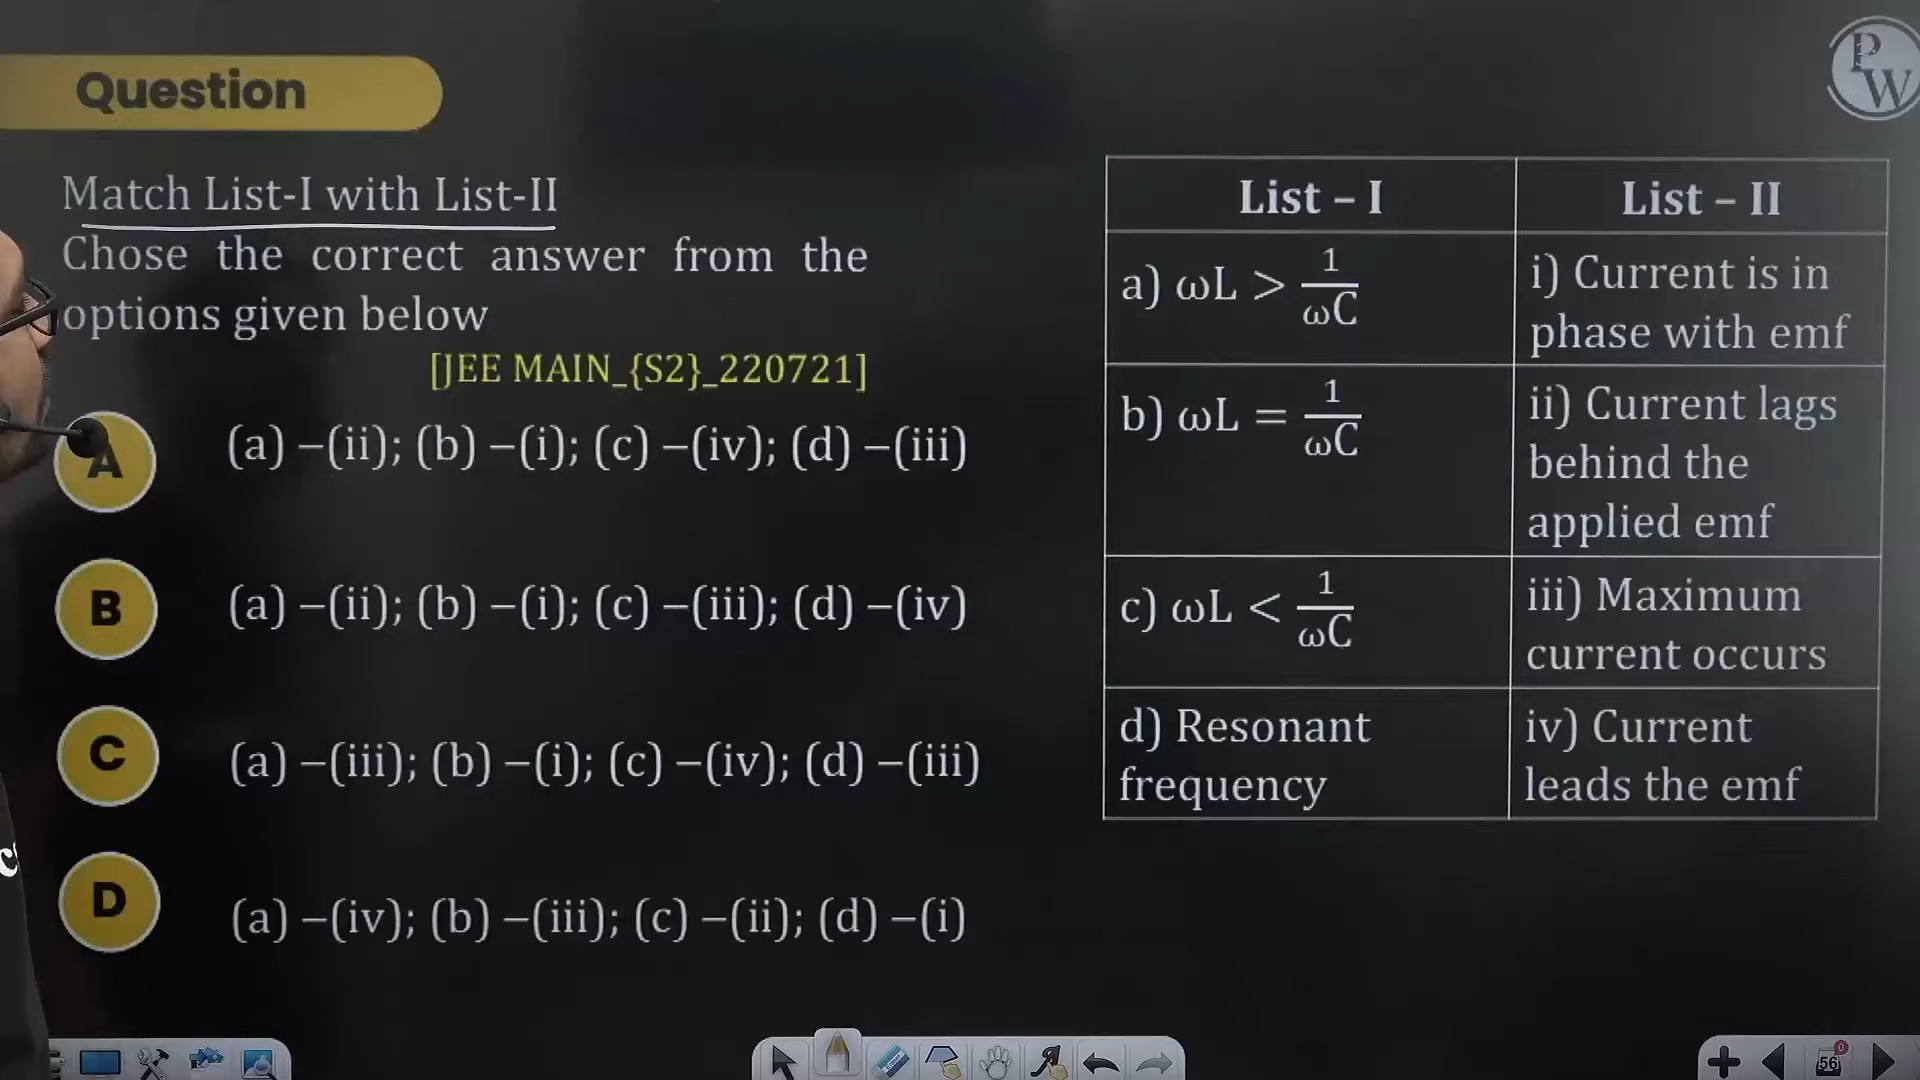 Question
Match List-I with List-II
Chose the correct answer from the
options given below
[JEE MAIN_{S2}_220721]
A (a) –(ii); (b) –(i); (c) –(iv); (d) –(iii)
B (a) –(ii); (b) –(i); (c) –(iii); (d) –(iv)
C (a) –(iii); (b) –(i); (c) –(iv); (d) –(iii)
D (a) –(iv); (b) –(iii); (c) –(ii); (d) –(i)
PW
List – I
List – II
a) ωL > 1/ωC
i) Current is in
phase with emf
b) ωL = 1/ωC
ii) Current lags
behind the
applied emf
c) ωL < 1/ωC
iii) Maximum
current occurs
d) Resonant
frequency
iv) Current
leads the emf
56
0